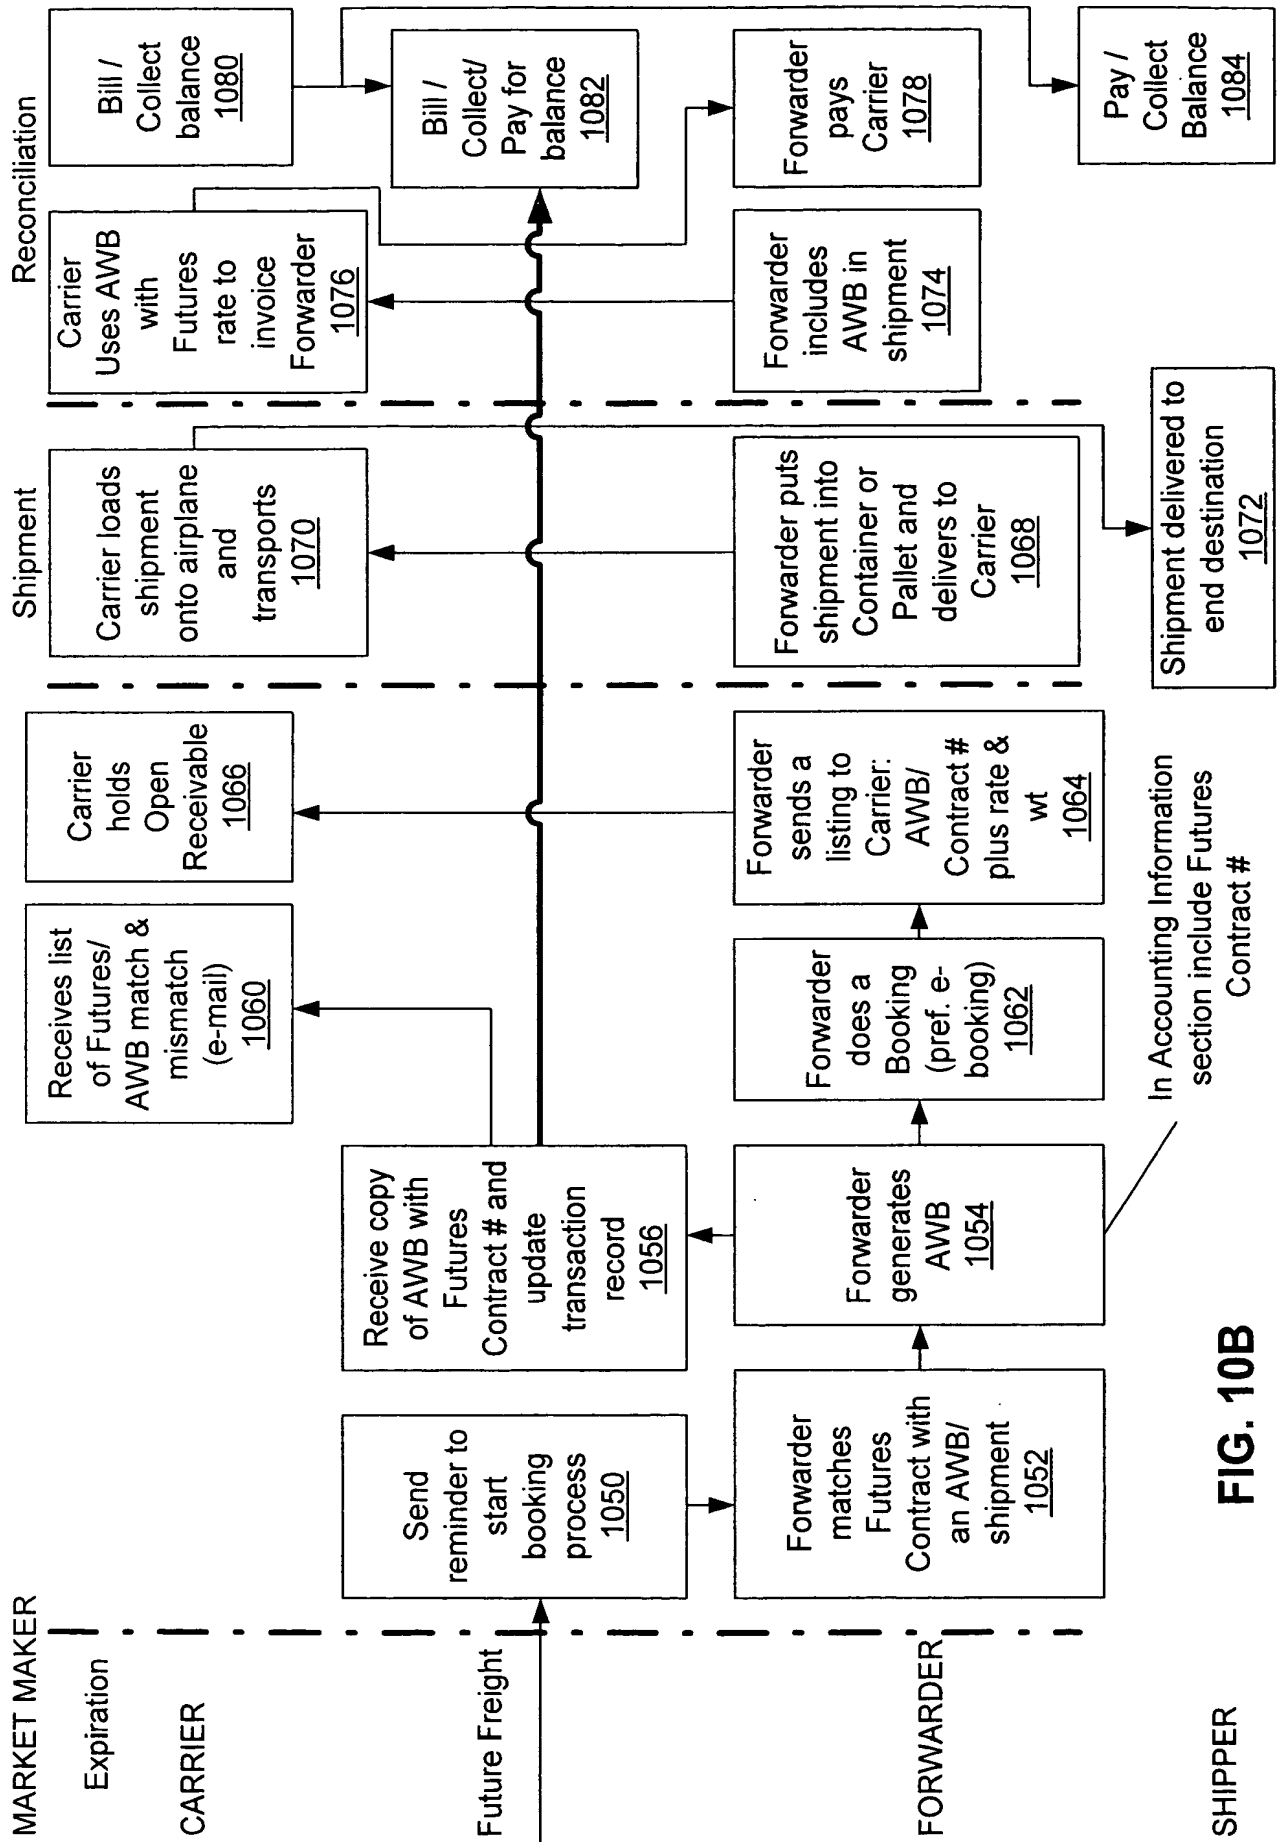 MARKET MAKER
Expiration
CARRIER
Future Freight
FORWARDER
SHIPPER
Send
reminder to
start
booking
process
1050
Forwarder
matches
Futures
Contract with
an AWB/
shipment
1052
Receive copy
of AWB with
Futures
Contract # and
update
transaction
record
1056
Forwarder
generates
AWB
1054
In Accounting Information
section include Futures
Contract #
Receives list
of Futures/
AWB match &
mismatch
(e-mail)
1060
Forwarder
does a
Booking
(pref. e-
booking)
1062
Carrier
holds
Open
Receivable
1066
Forwarder
sends a
listing to
Carrier:
AWB/
Contract #
plus rate &
wt
1064
Shipment
Carrier loads
shipment
onto airplane
and
transports
1070
Forwarder puts
shipment into
Container or
Pallet and
delivers to
Carrier
1068
Shipment delivered to
end destination
1072
Reconciliation
Carrier
Uses AWB
with
Futures
rate to
invoice
Forwarder
1076
Forwarder
includes
AWB in
shipment
1074
Bill /
Collect
balance
1080
Bill /
Collect/
Pay for
balance
1082
Forwarder
pays
Carrier
1078
Pay /
Collect
Balance
1084
FIG. 10B